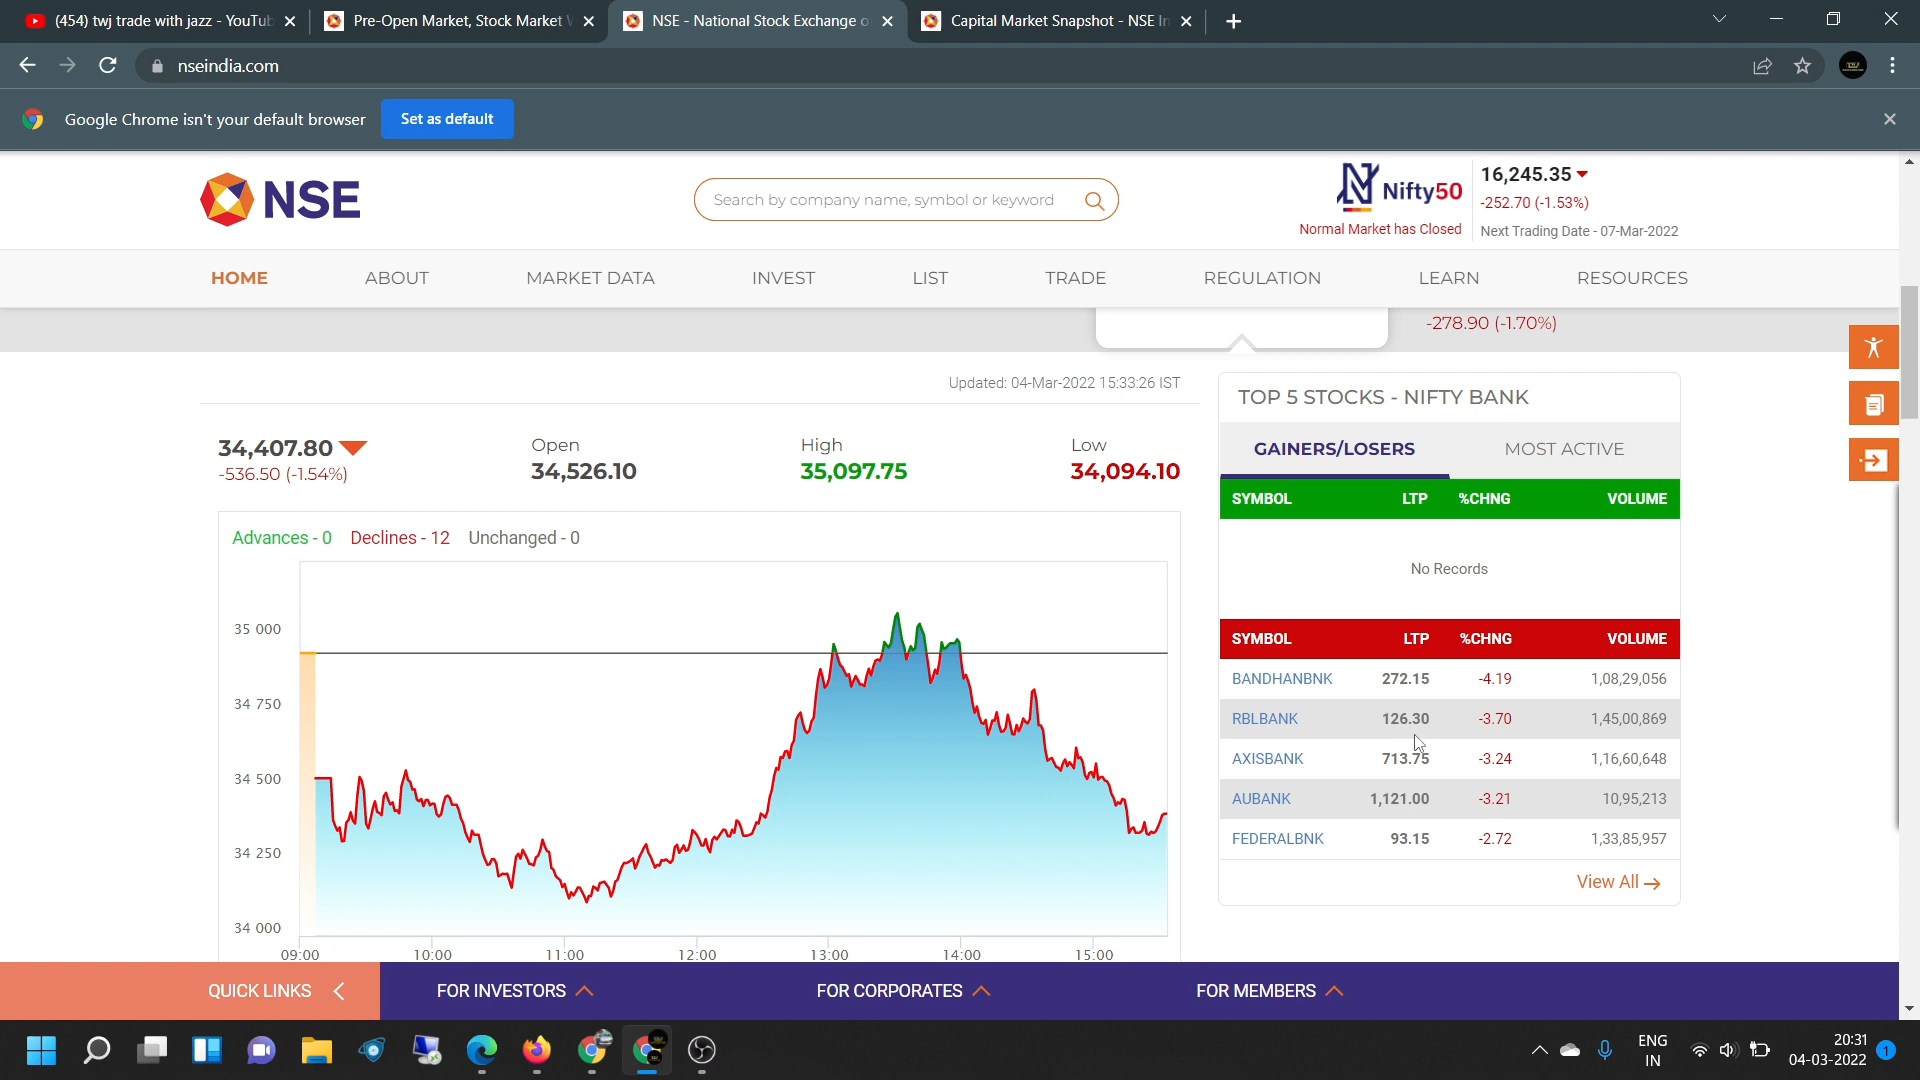 (454) twj trade with jazz - YouTub
Pre-Open Market, Stock Market
NSE - National Stock Exchange o
Capital Market Snapshot - NSE In
nseindia.com
Google Chrome isn't your default browser
Set as default
NSE
Search by company name, symbol or keyword
Nifty50
16,245.35
-252.70 (-1.53%)
Normal Market has Closed
Next Trading Date - 07-Mar-2022
HOME ABOUT MARKET DATA INVEST LIST TRADE REGULATION LEARN RESOURCES
-278.90 (-1.70%)
Updated: 04-Mar-2022 15:33:26 IST
34,407.80
-536.50 (-1.54%)
Open
34,526.10
High
35,097.75
Low
34,094.10
Advances - 0 Declines - 12 Unchanged - 0
35 000
34 750
34 500
34 250
34 000
09:00 10:00 11:00 12:00 13:00 14:00 15:00
TOP 5 STOCKS - NIFTY BANK
GAINERS/LOSERS MOST ACTIVE
SYMBOL LTP %CHNG VOLUME
No Records
SYMBOL LTP %CHNG VOLUME
BANDHANBNK 272.15 -4.19 1,08,29,056
RBLBANK 126.30 -3.70 1,45,00,869
AXISBANK 713.75 -3.24 1,16,60,648
AUBANK 1,121.00 -3.21 10,95,213
FEDERALBNK 93.15 -2.72 1,33,85,957
View All
QUICK LINKS FOR INVESTORS FOR CORPORATES FOR MEMBERS
ENG
IN
20:31
04-03-2022
1